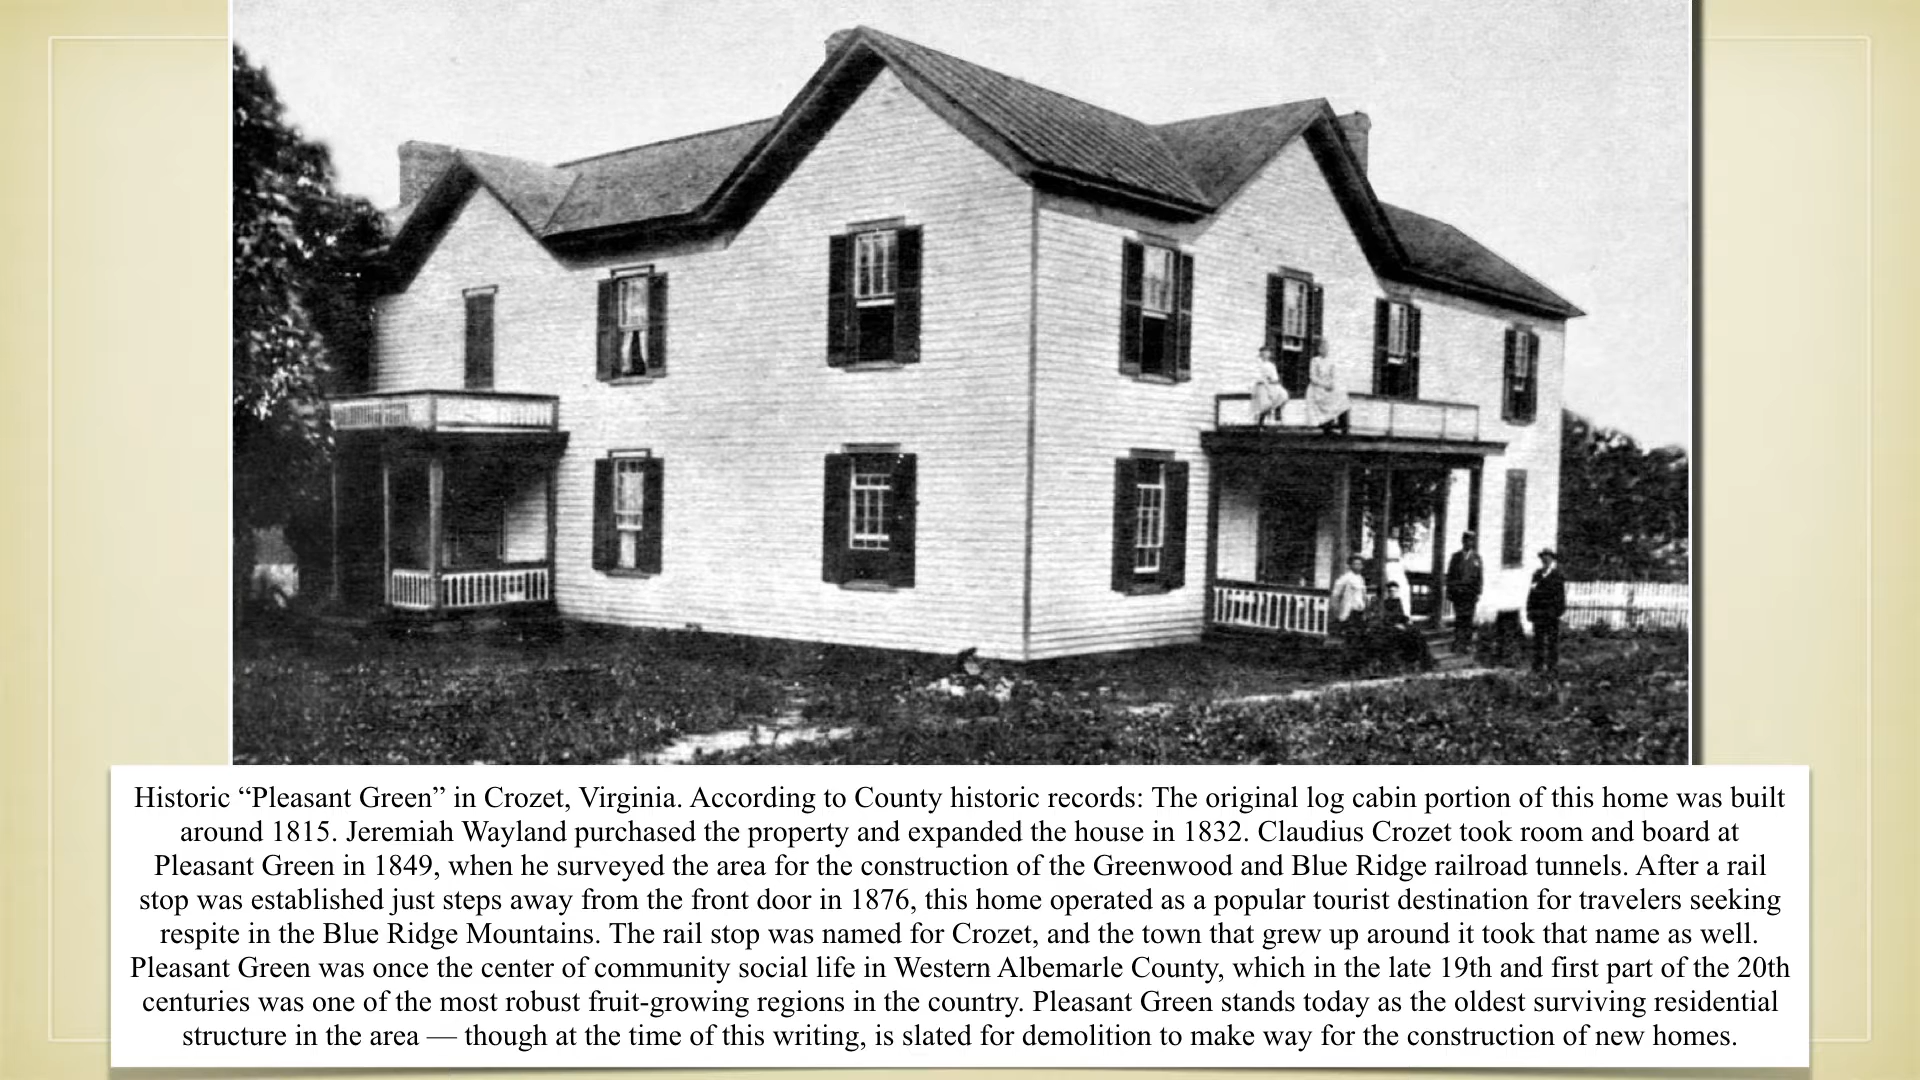 Historic “Pleasant Green” in Crozet, Virginia. According to County historic records: The original log cabin portion of this home was built
around 1815. Jeremiah Wayland purchased the property and expanded the house in 1832. Claudius Crozet took room and board at
Pleasant Green in 1849, when he surveyed the area for the construction of the Greenwood and Blue Ridge railroad tunnels. After a rail
stop was established just steps away from the front door in 1876, this home operated as a popular tourist destination for travelers seeking
respite in the Blue Ridge Mountains. The rail stop was named for Crozet, and the town that grew up around it took that name as well.
Pleasant Green was once the center of community social life in Western Albemarle County, which in the late 19th and first part of the 20th
centuries was one of the most robust fruit-growing regions in the country. Pleasant Green stands today as the oldest surviving residential
structure in the area — though at the time of this writing, is slated for demolition to make way for the construction of new homes.